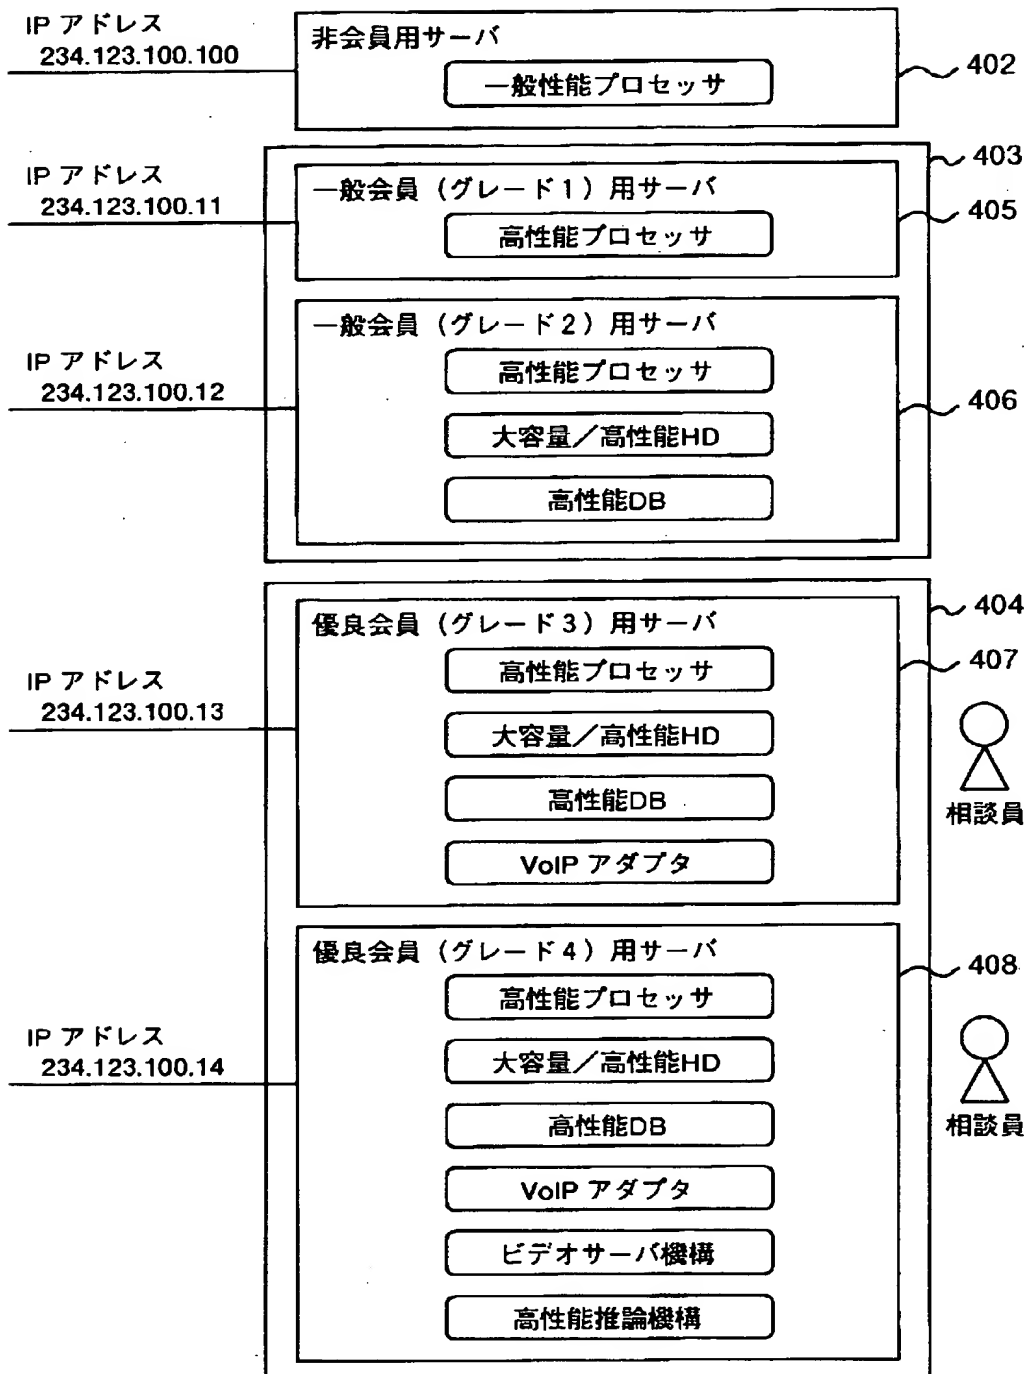 IP アドレス
234.123.100.100
非会員用サーバ
一般性能プロセッサ
402
403
IP アドレス
234.123.100.11
一般会員（グレード1）用サーバ
高性能プロセッサ
405
一般会員（グレード2）用サーバ
高性能プロセッサ
IP アドレス
234.123.100.12
大容量／高性能HD
406
高性能DB
404
優良会員（グレード3）用サーバ
高性能プロセッサ
407
IP アドレス
234.123.100.13
大容量／高性能HD
高性能DB
相談員
VoIP アダプタ
優良会員（グレード4）用サーバ
408
高性能プロセッサ
IP アドレス
234.123.100.14
大容量／高性能HD
高性能DB
相談員
VoIP アダプタ
ビデオサーバ機構
高性能推論機構